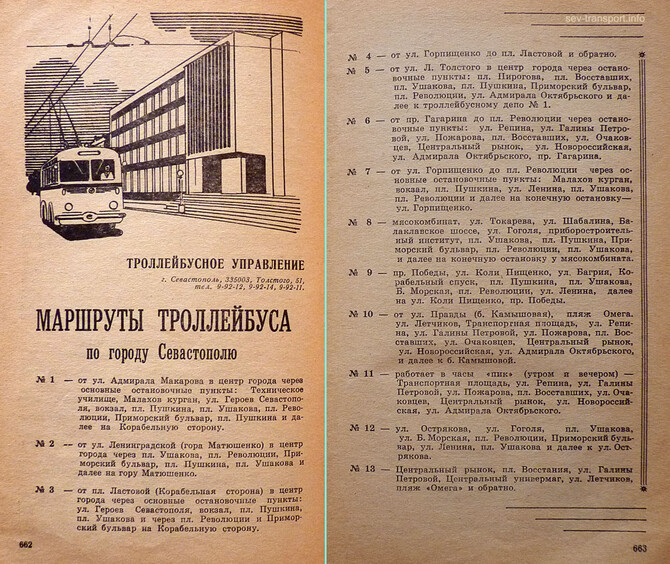 ТРОЛЛЕЙБУСНОЕ УПРАВЛЕНИЕ
г. Севастополь, 335003, Толстого, 51,
тел. 9-92-12, 9-92-14, 9-92-11.
МАРШРУТЫ ТРОЛЛЕЙБУСА
по городу Севастополю
№ 1 — от ул. Адмирала Макарова в центр города через
основные остановочные пункты: Техническое
училище, Малахов курган, ул. Героев Севастопо-
ля, вокзал, пл. Пушкина, пл. Ушакова, пл. Рево-
люции, Приморский бульвар, пл. Пушкина и да-
лее на Корабельную сторону.
№ 2 — от ул. Ленинградской (гора Матюшенко) в центр
города через пл. Ушакова, пл. Революции, При-
морский бульвар, пл. Пушкина, пл. Ушакова и
далее на гору Матюшенко.
№ 3 — от пл. Ластовой (Корабельная сторона) в центр
города через основные остановочные пункты:
ул. Героев Севастополя, вокзал, пл. Пушкина,
пл. Ушакова и через пл. Революции и Примор-
ский бульвар на Корабельную сторону.
662
sev-transport.info
№ 4 — от ул. Горпищенко до пл. Ластовой и обратно.
№ 5 — от ул. Л. Толстого в центр города через остано-
вочные пункты: пл. Пирогова, пл. Восставших,
пл. Ушакова, пл. Пушкина, Приморский бульвар,
пл. Революции, ул. Адмирала Октябрьского и да-
лее к троллейбусному депо № 1.
№ 6 — от пр. Гагарина до пл. Революции через остано-
вочные пункты: ул. Репина, ул. Галины Петро-
вой, ул. Пожарова, пл. Восставших, ул. Очаков-
цев, Центральный рынок, ул. Новороссийская,
ул. Адмирала Октябрьского, пр. Гагарина.
№ 7 — от ул. Горпищенко до пл. Революции через ос-
новные остановочные пункты: Малахов курган,
вокзал, пл. Пушкина, ул. Ленина, пл. Ушакова,
пл. Революции и далее на конечную остановку—
ул. Горпищенко.
№ 8 — мясокомбинат, ул. Токарева, ул. Шабалина, Ба-
лаклавское шоссе, ул. Гоголя, приборостроитель-
ный институт, пл. Ушакова, пл. Пушкина, При-
морский бульвар, пл. Революции, пл. Ушакова,
и далее на конечную остановку у мясокомбината.
№ 9 — пр. Победы, ул. Коли Пищенко, ул. Багрия, Ко-
рабельный спуск, пл. Пушкина, пл. Ушакова,
Б. Морская, пл. Революции, ул. Ленина, далее
на ул. Коли Пищенко, пр. Победы.
№ 10 — от ул. Правды (б. Камышовая), пляж Омега.
ул. Летчиков, Транспортная площадь, ул. Репи-
на, ул. Галины Петровой, ул. Пожарова, пл. Вос-
ставших, ул. Очаковцев, Центральный рынок,
ул. Новороссийская, ул. Адмирала Октябрьского,
и далее к б. Камышовой.
№ 11 — работает в часы «пик» (утром и вечером) —
Транспортная площадь, ул. Репина, ул. Галины
Петровой, ул. Пожарова, пл. Восставших, ул. Оча-
ковцев, Центральный рынок, ул. Новороссий-
ская, ул. Адмирала Октябрьского.
№ 12 — ул. Острякова, ул. Гоголя, пл. Ушакова,
ул. Б. Морская, пл. Революции, Приморский буль-
вар, ул. Ленина, пл. Ушакова и далее к ул. Ост-
рякова.
№ 13 — Центральный рынок, пл. Восстания, ул. Галины
Петровой, Центральный универмаг, ул. Летчиков,
пляж «Омега» и обратно.
663